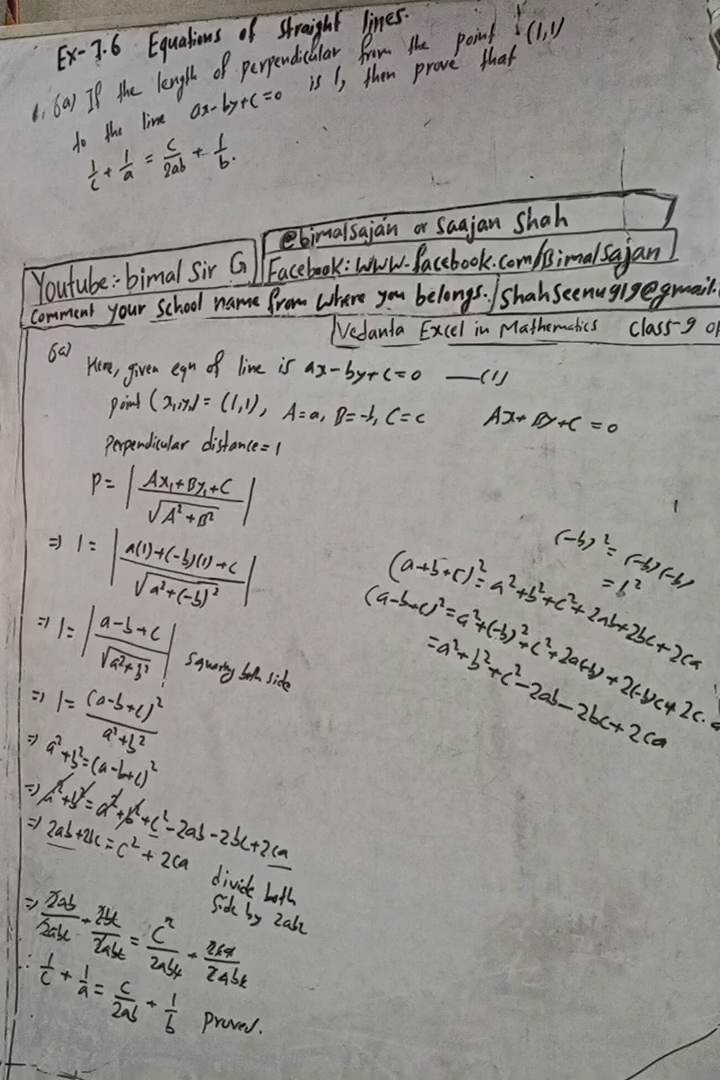 Ex-7.6 Equations of straight lines.
1. 6a) If the length of perpendicular from the point (1,1)
to the line ax-by+c=0 is 1, then prove that
1/c + 1/a = c/2ab + 1/b.
@bimalsajan or Saajan Shah
Youtube:- bimal Sir G
Facebook: www.facebook.com/Bimalsajan
Comment your School name from where you belongs. / Shahseenu919@gmail.
Vedanta Excel in Mathematics class-9 op
6a)
Here, given eqn of line is ax-by+c=0 —(1)
point (x1,y1) = (1,1), A=a, B=-b, C=c Ax+By+C=0
Perpendicular distance=1
P= |(Ax1+By1+C)/√(A²+B²)|
⇒ 1= |(a(1)+(-b)(1)+c)/√(a²+(-b)²)|
(-b)²=(-b)(-b)
=b²
(a+b+c)²=a²+b²+c²+2ab+2bc+2ca
(a-b+c)²=a²+(-b)²+c²+2a(-b)+2(-b)c+2c.a
=a²+b²+c²-2ab-2bc+2ca
⇒ 1= |(a-b+c)/√(a²+b²)| squaring both side
⇒ 1= (a-b+c)²/(a²+b²)
⇒ a²+b²=(a-b+c)²
⇒ a²+b²=a²+b²+c²-2ab-2bc+2ca
⇒ 2ab+2bc=c²+2ca
divide both
side by 2abc
⇒ 2ab/2abc + 2bc/2abc = c²/2abc + 2ca/2abc
∴ 1/c + 1/a = c/2ab + 1/b proved.